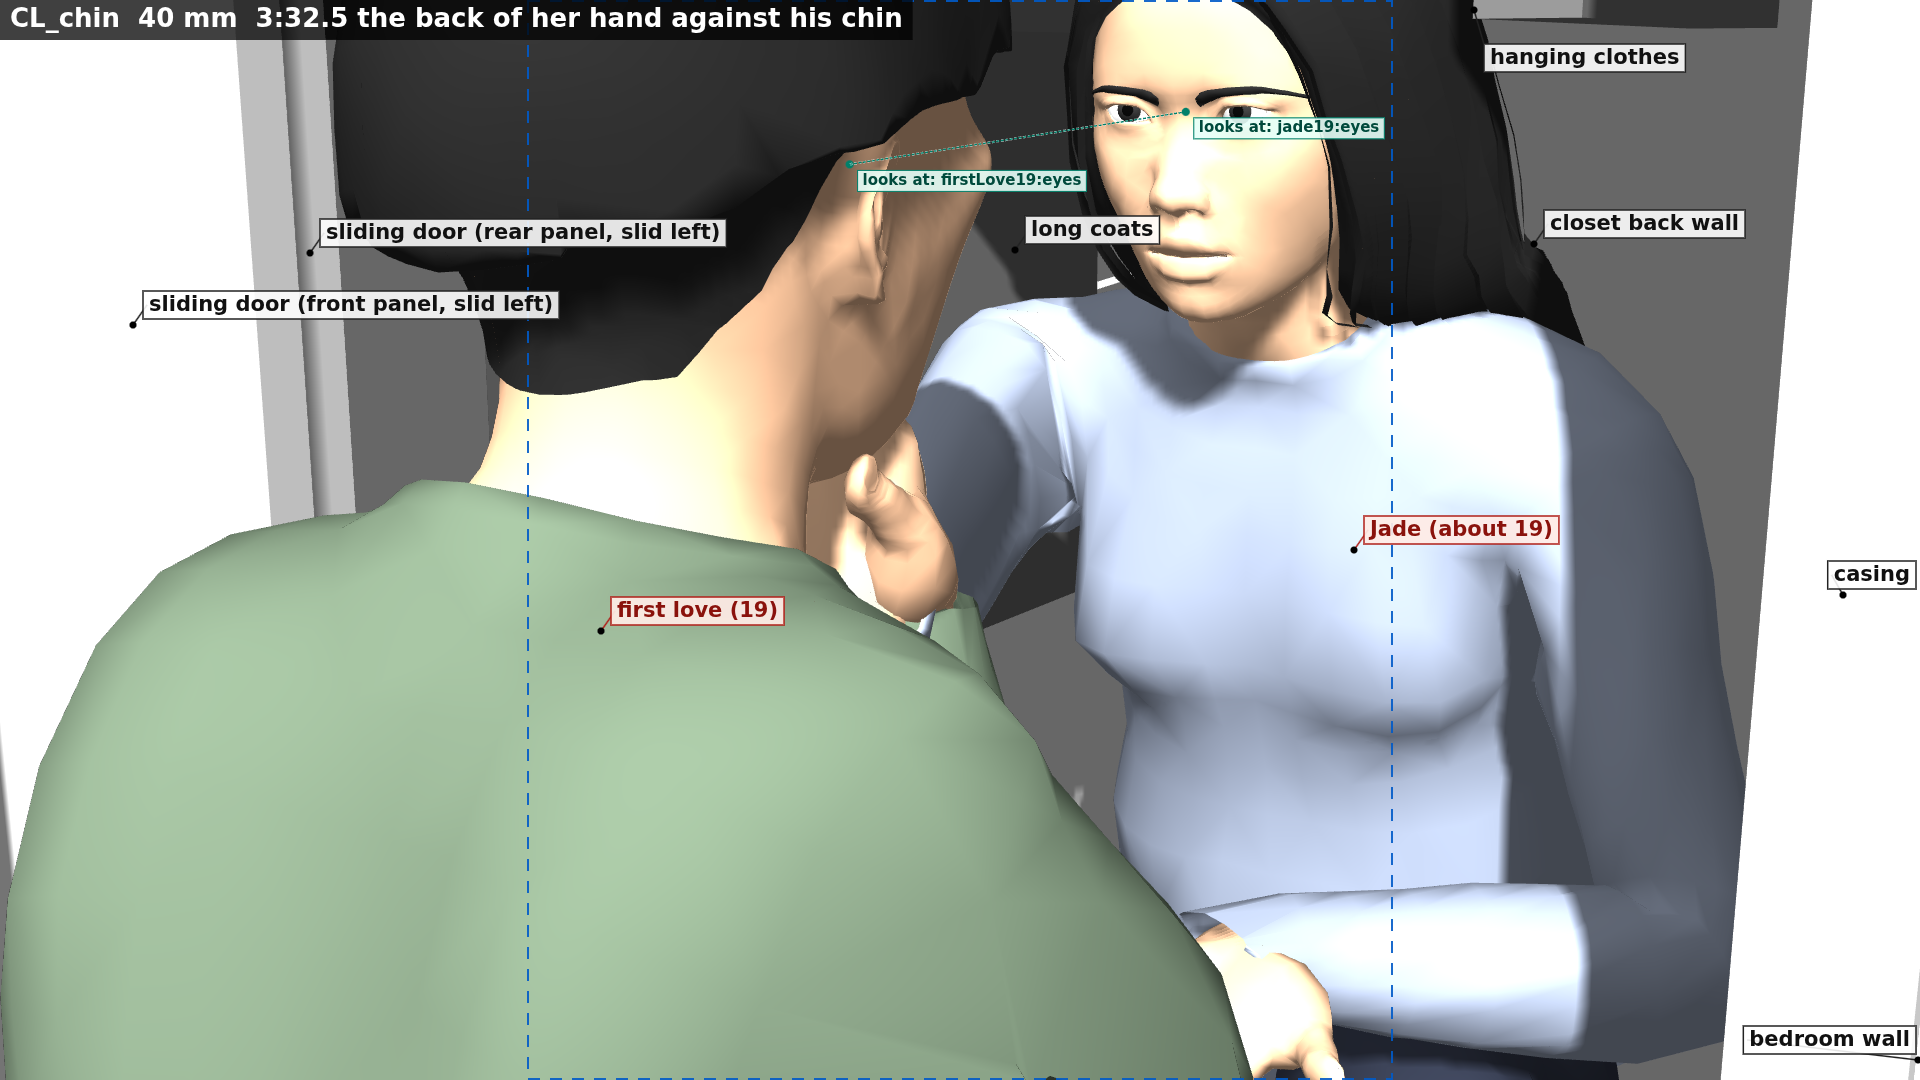 CL_chin 40 mm 3:32.5 the back of her hand against his chin
hanging clothes
looks at: jade19:eyes
looks at: firstLove19:eyes
long coats
closet back wall
sliding door (rear panel, slid left)
sliding door (front panel, slid left)
Jade (about 19)
casing
first love (19)
bedroom wall